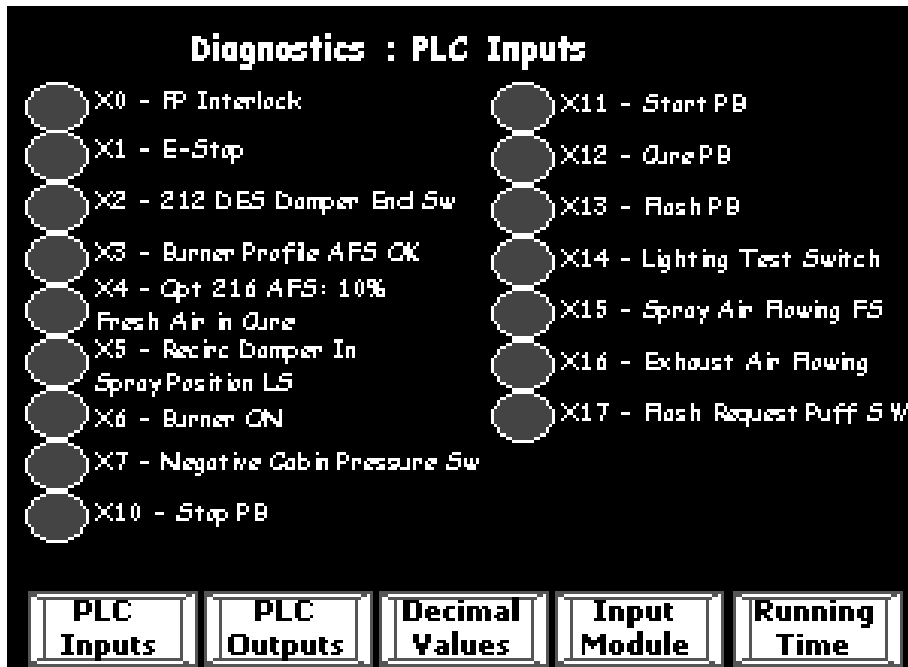 Diagnostics : PLC Inputs
X0 - FP Interlock
X1 - E-Stop
X2 - 212 DES Damper End Sw
X3 - Burner Profile AFS OK
X4 - Opt 216 AFS: 10%
Fresh Air in Cure
X5 - Recirc Damper In
Spray Position LS
X6 - Burner ON
X7 - Negative Cabin Pressure Sw
X10 - Stop PB
X11 - Start PB
X12 - Cure PB
X13 - Flash PB
X14 - Lighting Test Switch
X15 - Spray Air Flowing FS
X16 - Exhaust Air Flowing
X17 - Flash Request Puff S W
PLC
Inputs
PLC
Outputs
Decimal
Values
Input
Module
Running
Time